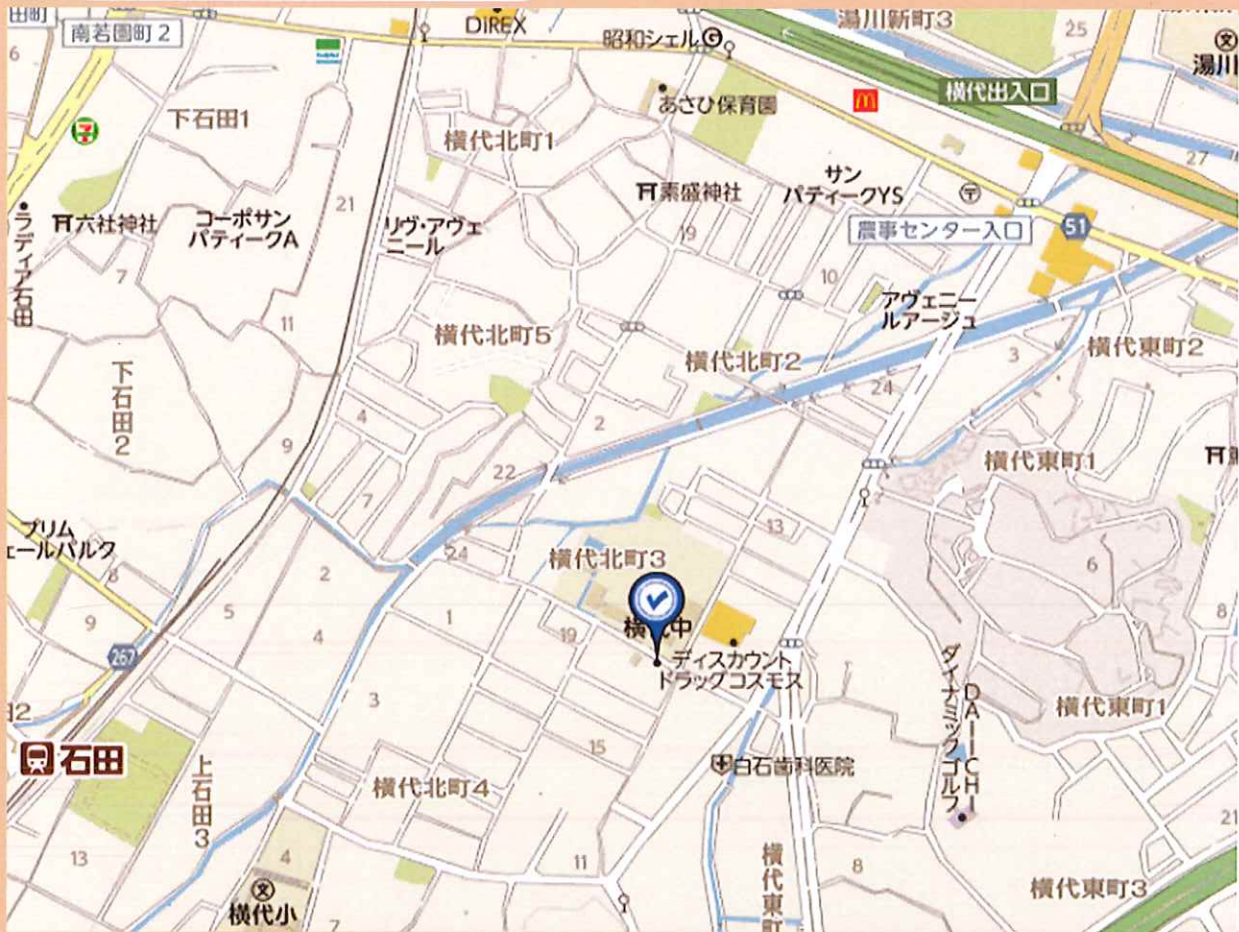 田町
南若園町2
DiREX
昭和シェル
湯川新町3
25
湯川
6
FamilyMart
あさひ保育園
横代出入口
下石田1
横代北町1
27
素盛神社
サン
パティークYS
21
六社神社
コーポサン
パティークA
リヴ・アヴェ
ニール
19
農事センター入口
51
ラディア石田
7
10
アヴェニー
ルアージュ
11
横代北町5
横代北町2
3
横代東町2
下石田2
4
2
24
9
22
横代東町1
7
13
プリム
ェールパルク
24
横代北町3
6
8
2
9
5
4
1
19
横代中
8
267
ディスカウント
ドラッグコスモス
3
ダイナミックゴルフ
DAIICHI
横代東町1
石田
15
白石歯科医院
上石田3
横代北町4
21
13
4
11
8
横代東町
横代東町3
横代小
7